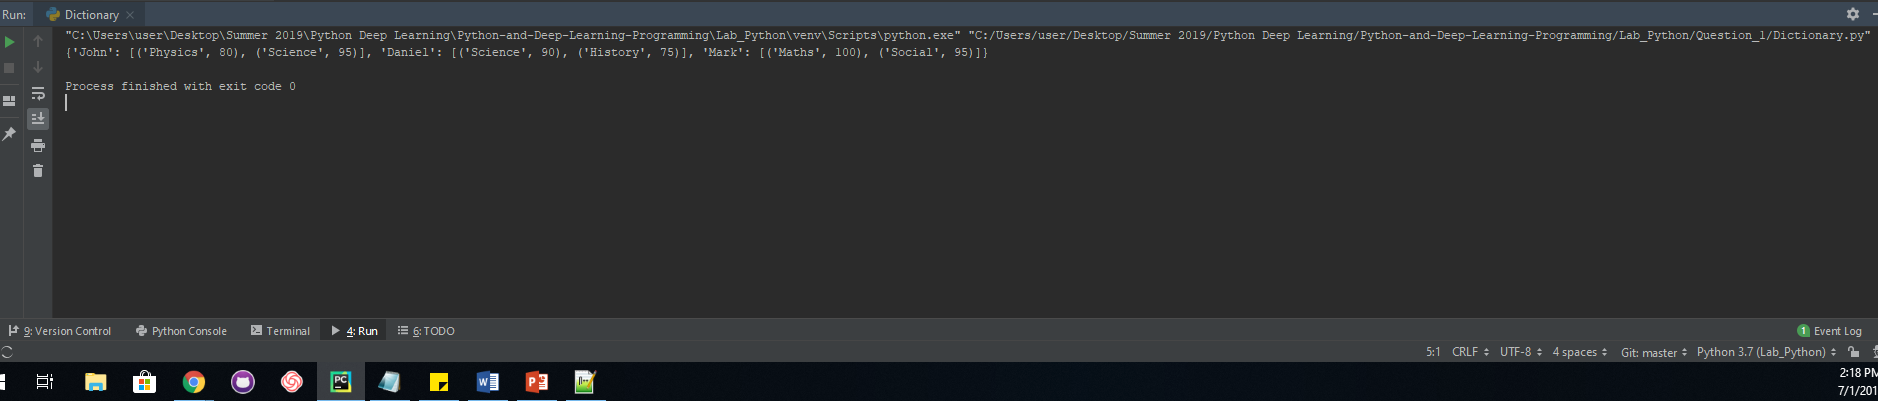 Run: Dictionary
"C:\Users\user\Desktop\Summer 2019\Python Deep Learning\Python-and-Deep-Learning-Programming\Lab_Python\venv\Scripts\python.exe" "C:/Users/user/Desktop/Summer 2019/Python Deep Learning/Python-and-Deep-Learning-Programming/Lab_Python/Question_1/Dictionary.py"
{'John': [('Physics', 80), ('Science', 95)], 'Daniel': [('Science', 90), ('History', 75)], 'Mark': [('Maths', 100), ('Social', 95)]}
Process finished with exit code 0
9: Version Control Python Console Terminal 4: Run 6: TODO 1 Event Log
5:1 CRLF UTF-8 4 spaces Git: master Python 3.7 (Lab_Python)
PC W P
2:18 PM
7/1/201